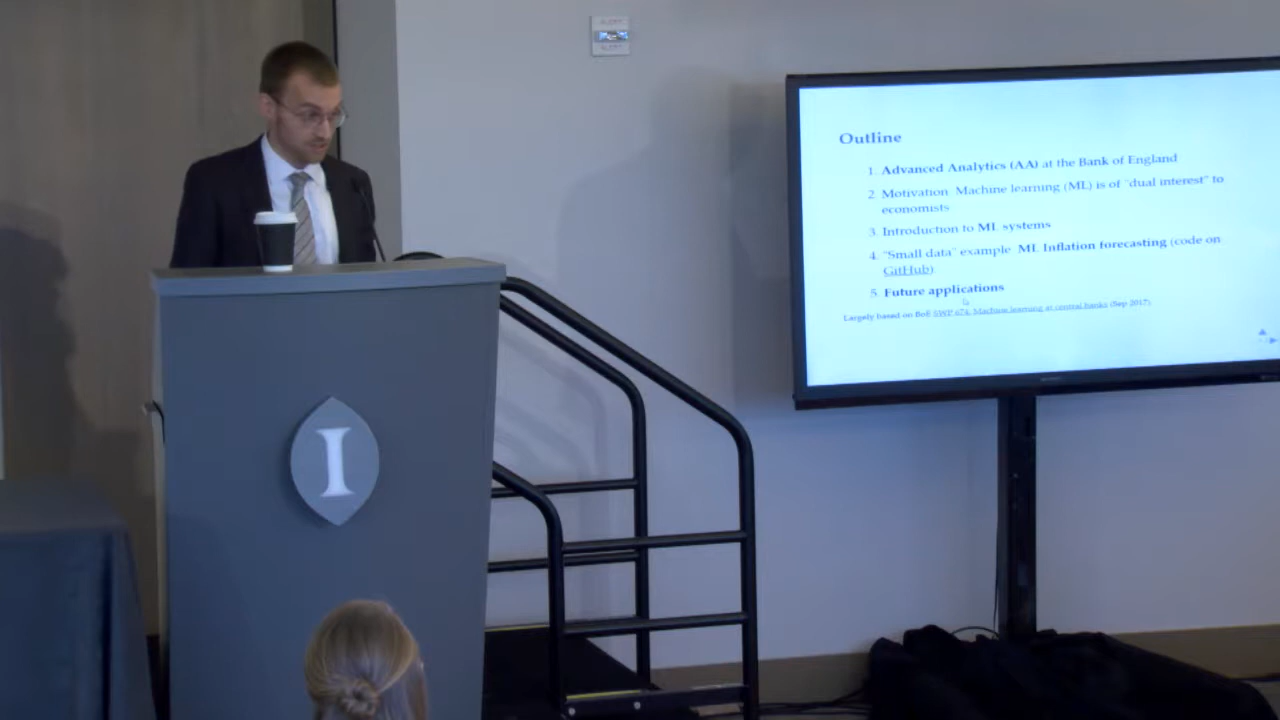 Outline
1. Advanced Analytics (AA) at the Bank of England
2. Motivation Machine learning (ML) is of "dual interest" to
economists
3. Introduction to ML systems
4. "Small data" example ML Inflation forecasting (code on
GitHub)
5 Future applications
Largely based on BoE SWP 674, Machine learning at central banks (Sep 2017).
I